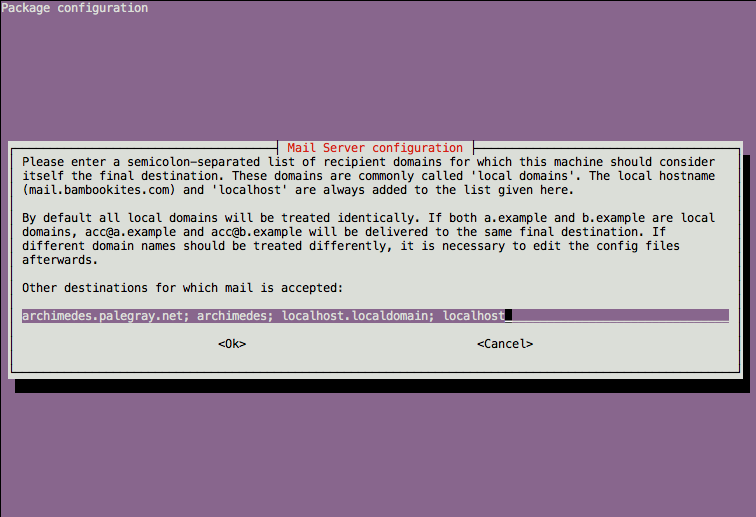 Package configuration
Mail Server configuration
Please enter a semicolon-separated list of recipient domains for which this machine should consider
itself the final destination. These domains are commonly called 'local domains'. The local hostname
(mail.bambookites.com) and 'localhost' are always added to the list given here.
By default all local domains will be treated identically. If both a.example and b.example are local
domains, acc@a.example and acc@b.example will be delivered to the same final destination. If
different domain names should be treated differently, it is necessary to edit the config files
afterwards.
Other destinations for which mail is accepted:
archimedes.palegray.net; archimedes; localhost.localdomain; localhost
<Ok> <Cancel>